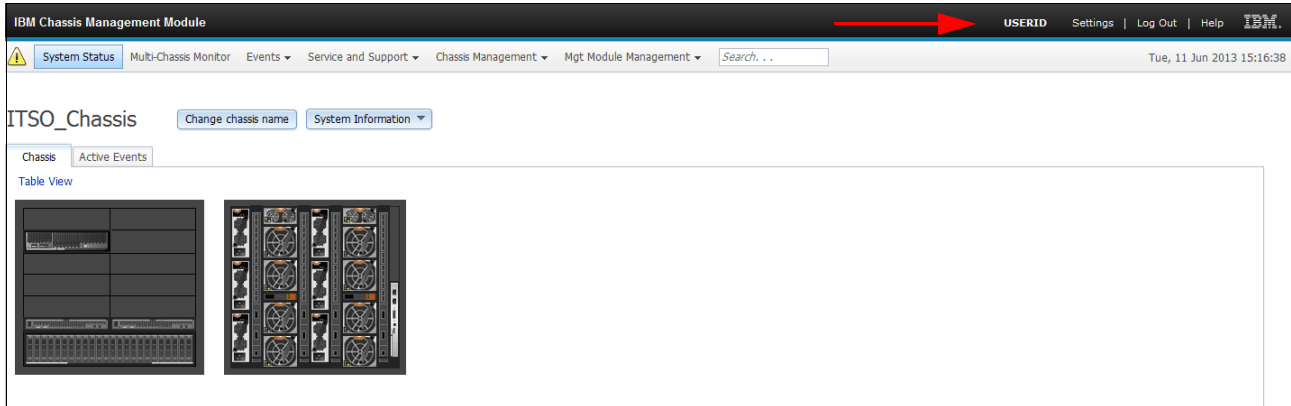 IBM Chassis Management Module
USERID Settings | Log Out | Help IBM.
System Status Multi-Chassis Monitor Events Service and Support Chassis Management Mgt Module Management Search. . . Tue, 11 Jun 2013 15:16:38
ITSO_Chassis Change chassis name System Information
Chassis Active Events
Table View